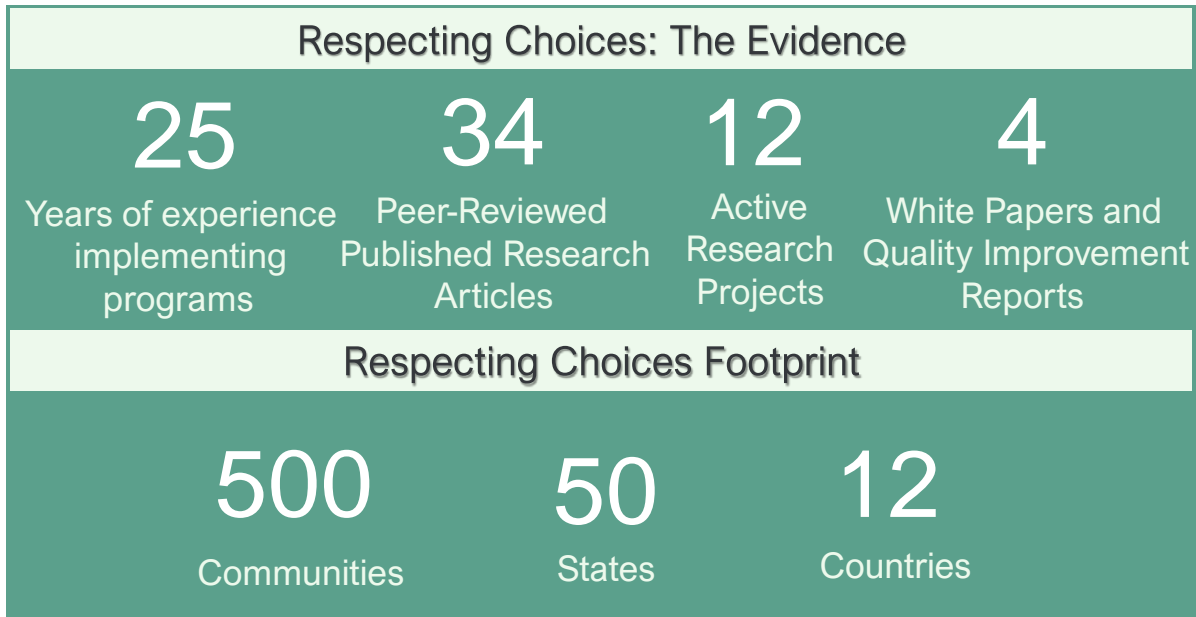 Respecting Choices: The Evidence
25
Years of experience
implementing
programs
34
Peer-Reviewed
Published Research
Articles
12
Active
Research
Projects
4
White Papers and
Quality Improvement
Reports
Respecting Choices Footprint
500
Communities
50
States
12
Countries